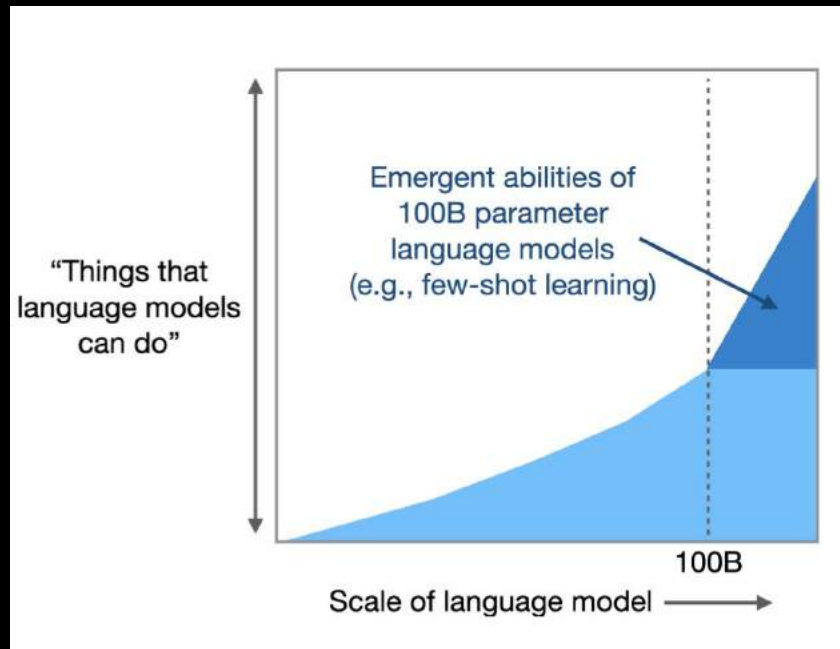 Emergent abilities of
100B parameter
language models
(e.g., few-shot learning)
“Things that
language models
can do”
100B
Scale of language model